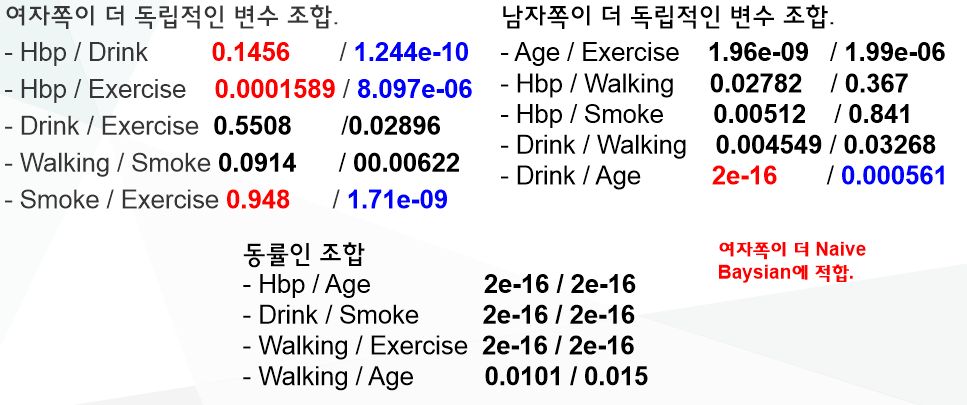 여자쪽이 더 독립적인 변수 조합.
- Hbp / Drink 0.1456 / 1.244e-10
- Hbp / Exercise 0.0001589 / 8.097e-06
- Drink / Exercise 0.5508 /0.02896
- Walking / Smoke 0.0914 / 00.00622
- Smoke / Exercise 0.948 / 1.71e-09
남자쪽이 더 독립적인 변수 조합.
- Age / Exercise 1.96e-09 / 1.99e-06
- Hbp / Walking 0.02782 / 0.367
- Hbp / Smoke 0.00512 / 0.841
- Drink / Walking 0.004549 / 0.03268
- Drink / Age 2e-16 / 0.000561
동률인 조합
- Hbp / Age 2e-16 / 2e-16
- Drink / Smoke 2e-16 / 2e-16
- Walking / Exercise 2e-16 / 2e-16
- Walking / Age 0.0101 / 0.015
여자쪽이 더 Naive
Baysian에 적합.